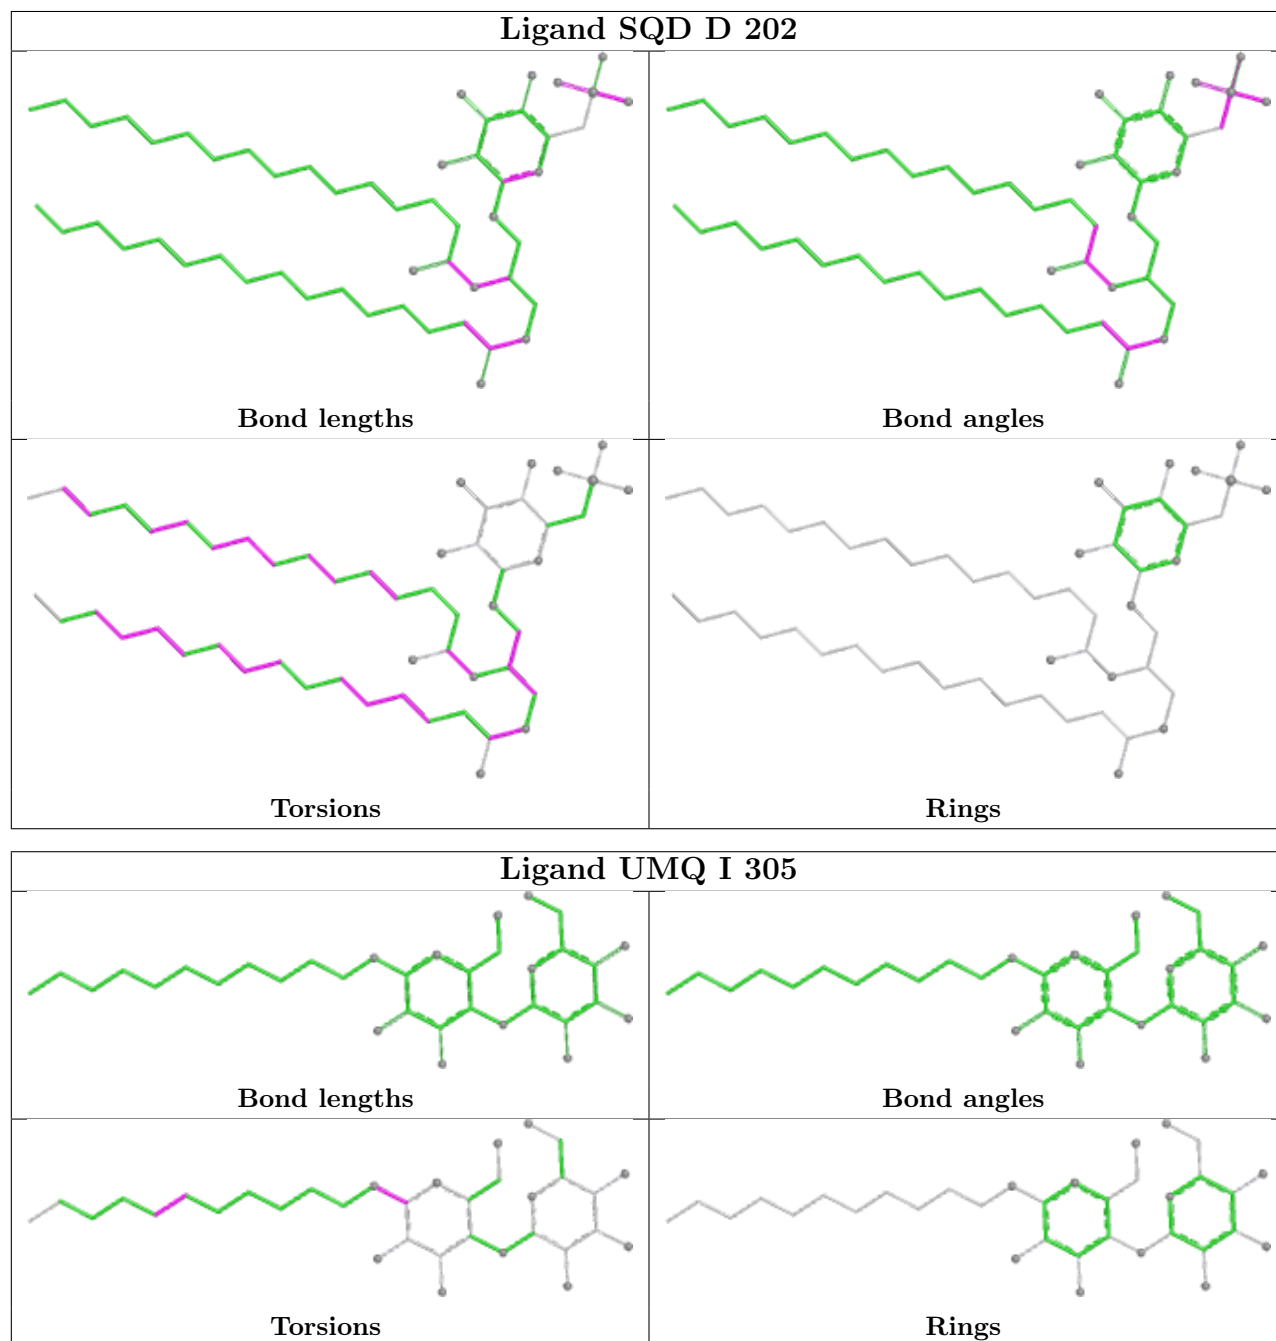 Ligand SQD D 202
Bond lengths
Bond angles
Torsions
Rings
Ligand UMQ I 305
Bond lengths
Bond angles
Torsions
Rings